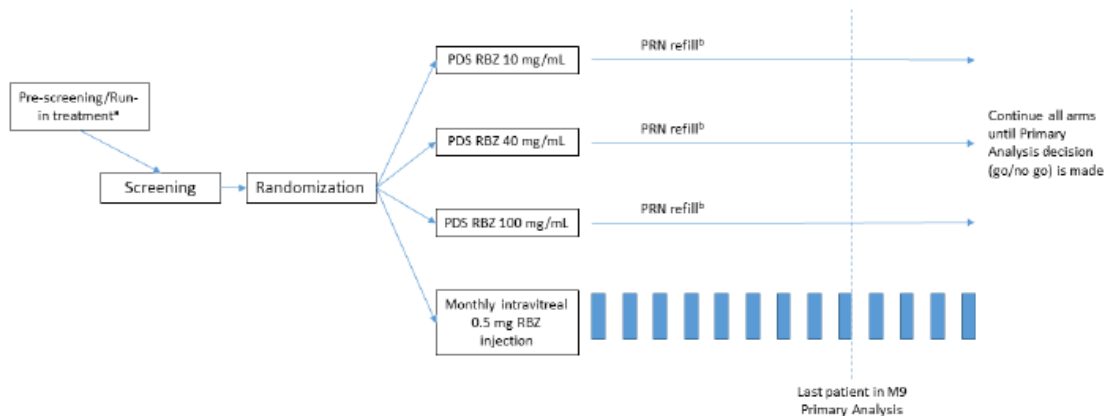 Pre-screening/Run-
in treatmentª
Screening
Randomization
PDS RBZ 10 mg/mL
PRN refillᵇ
PDS RBZ 40 mg/mL
PRN refillᵇ
PDS RBZ 100 mg/mL
PRN refillᵇ
Monthly intravitreal
0.5 mg RBZ
injection
Continue all arms
until Primary
Analysis decision
(go/no go) is made
Last patient in M9
Primary Analysis